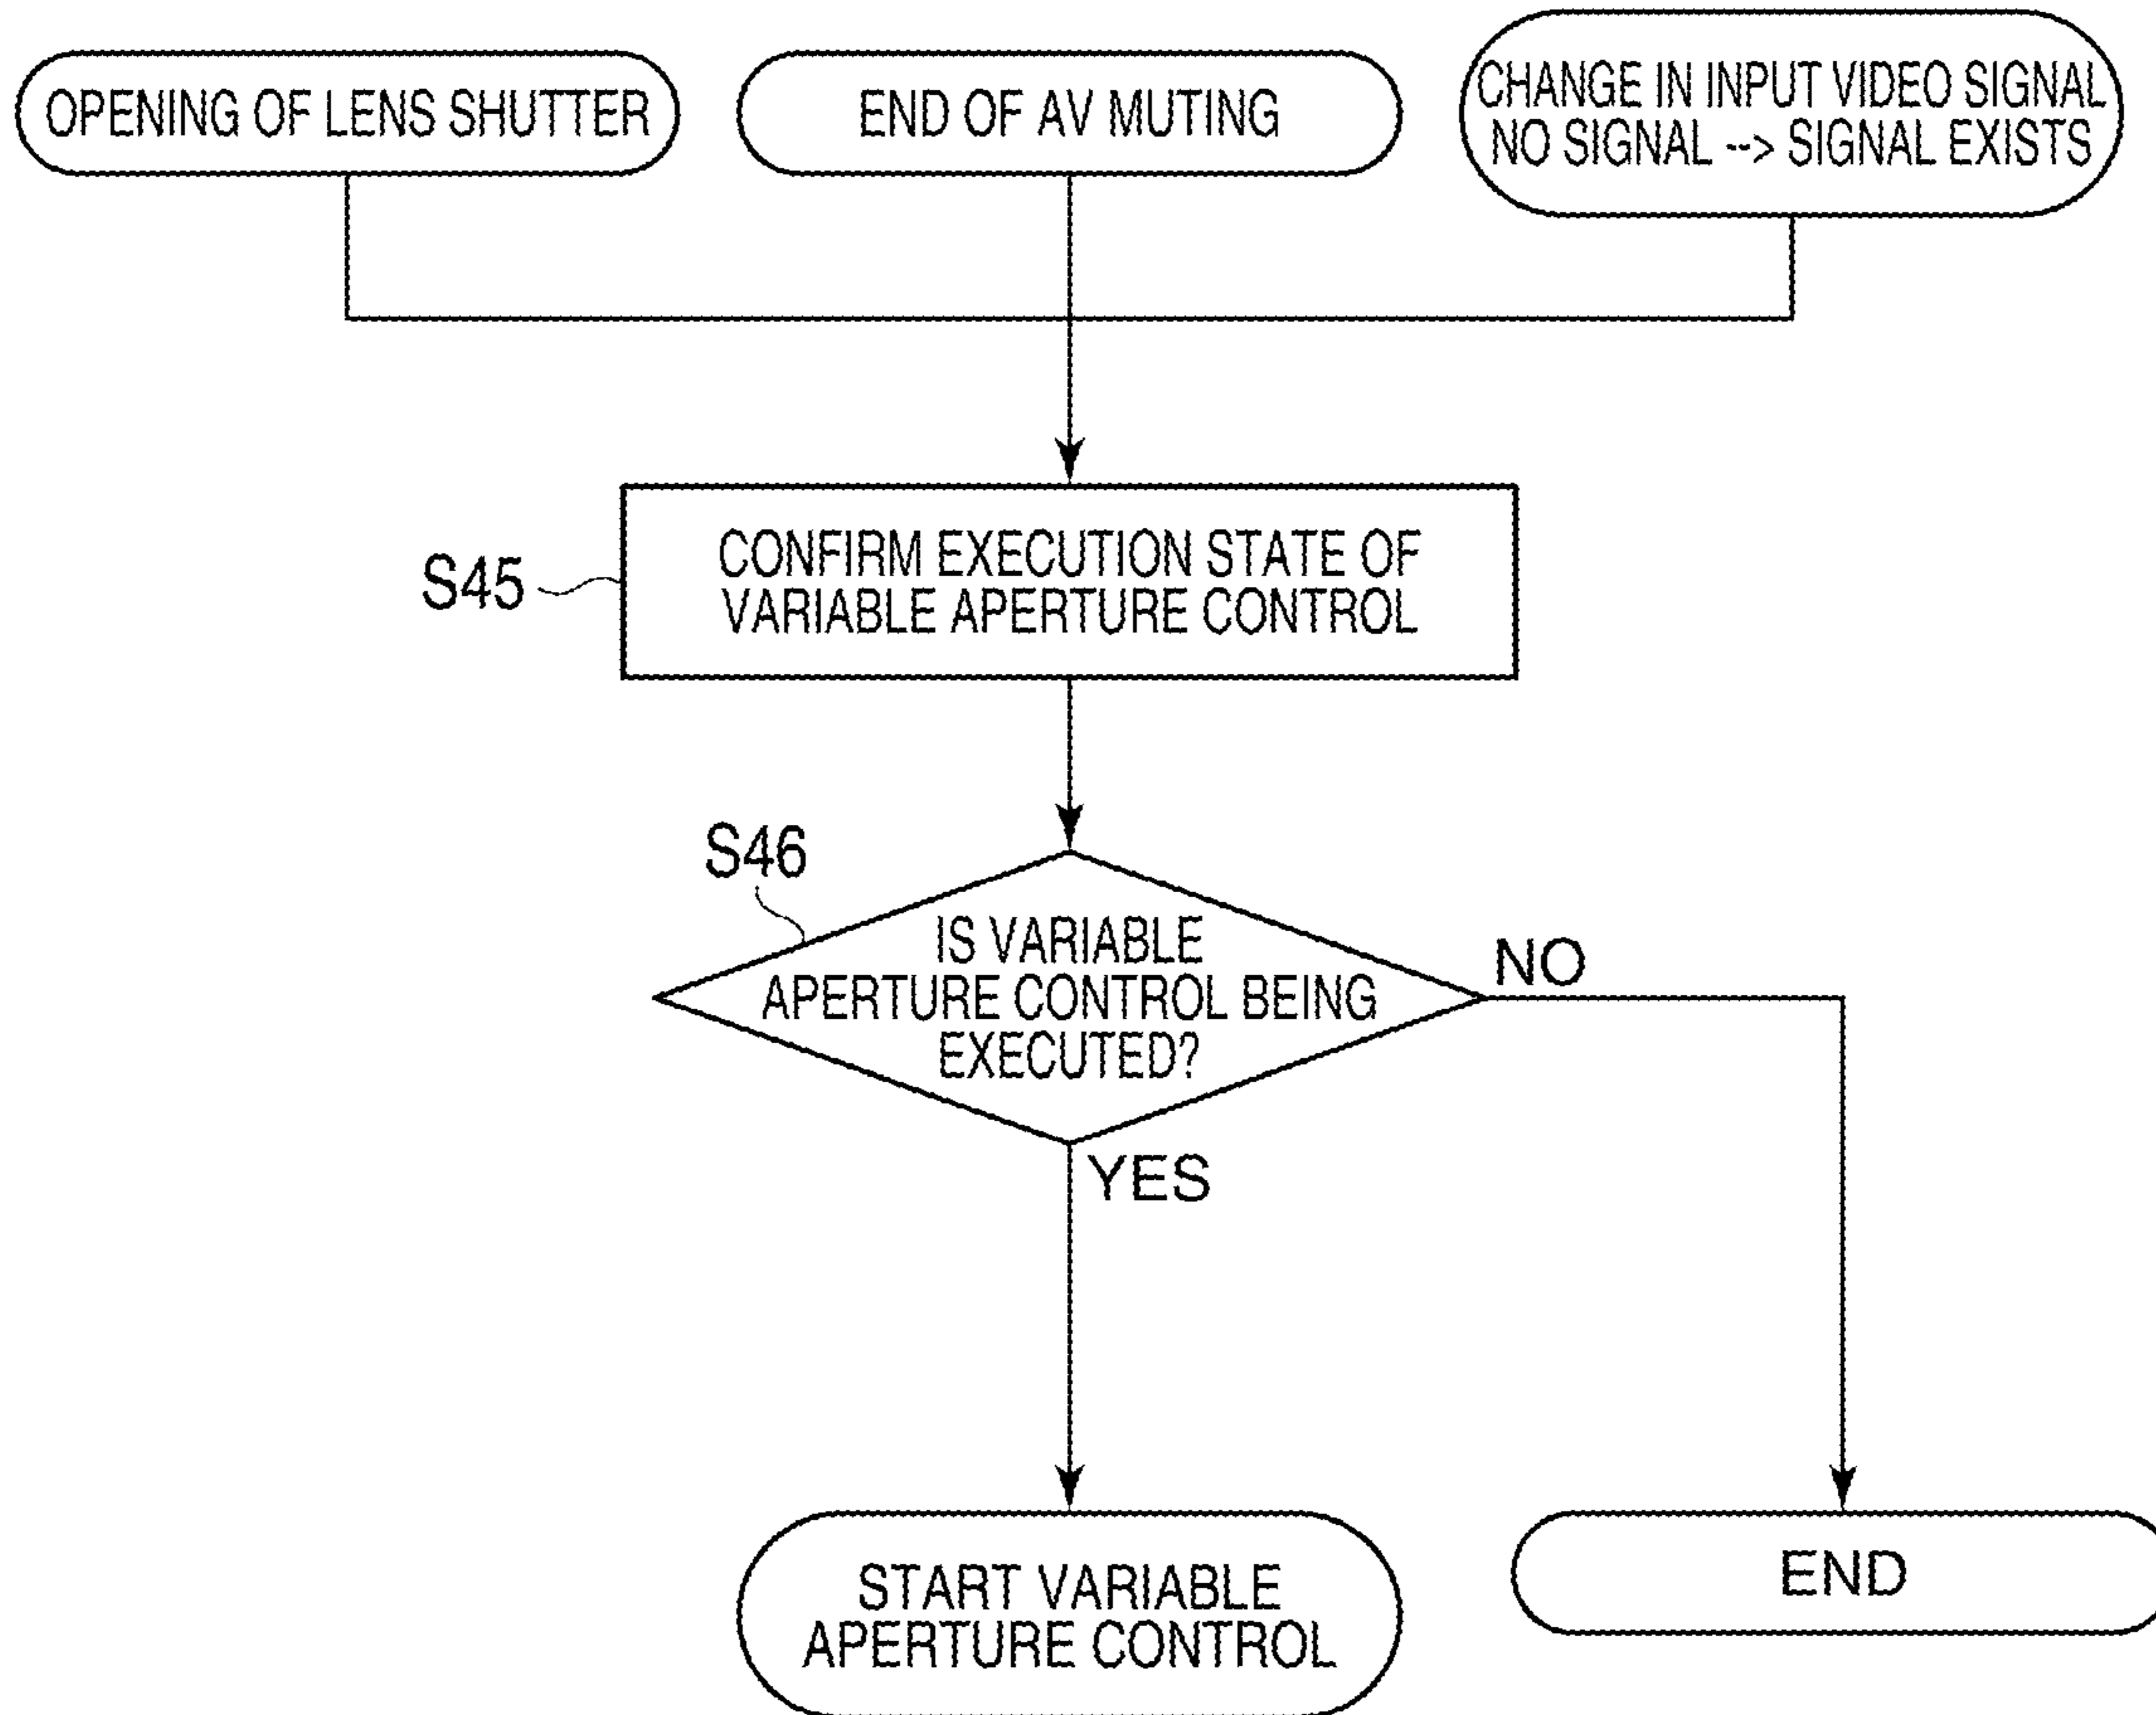 OPENING OF LENS SHUTTER
END OF AV MUTING
CHANGE IN INPUT VIDEO SIGNAL
NO SIGNAL --> SIGNAL EXISTS
S45
CONFIRM EXECUTION STATE OF
VARIABLE APERTURE CONTROL
S46
IS VARIABLE
APERTURE CONTROL BEING
EXECUTED?
NO
YES
START VARIABLE
APERTURE CONTROL
END